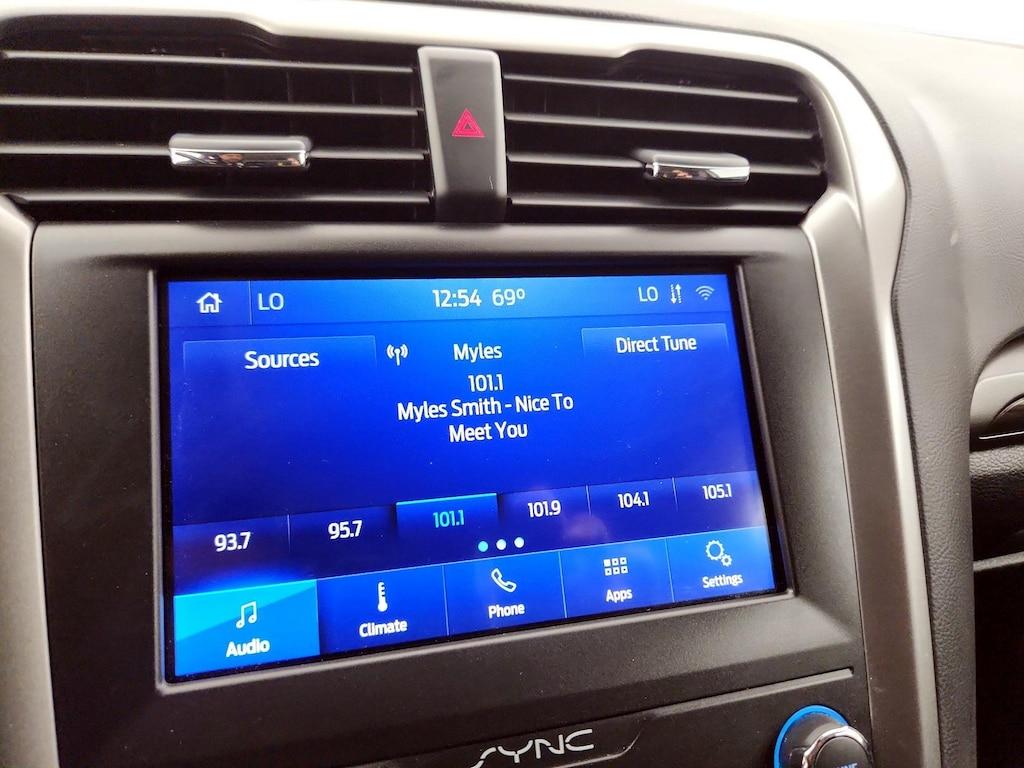 LO
12:54 69°
LO
Sources
Myles
Direct Tune
101.1
Myles Smith - Nice To
Meet You
93.7
95.7
101.1
101.9
104.1
105.1
Audio
Climate
Phone
Apps
Settings
SYNC